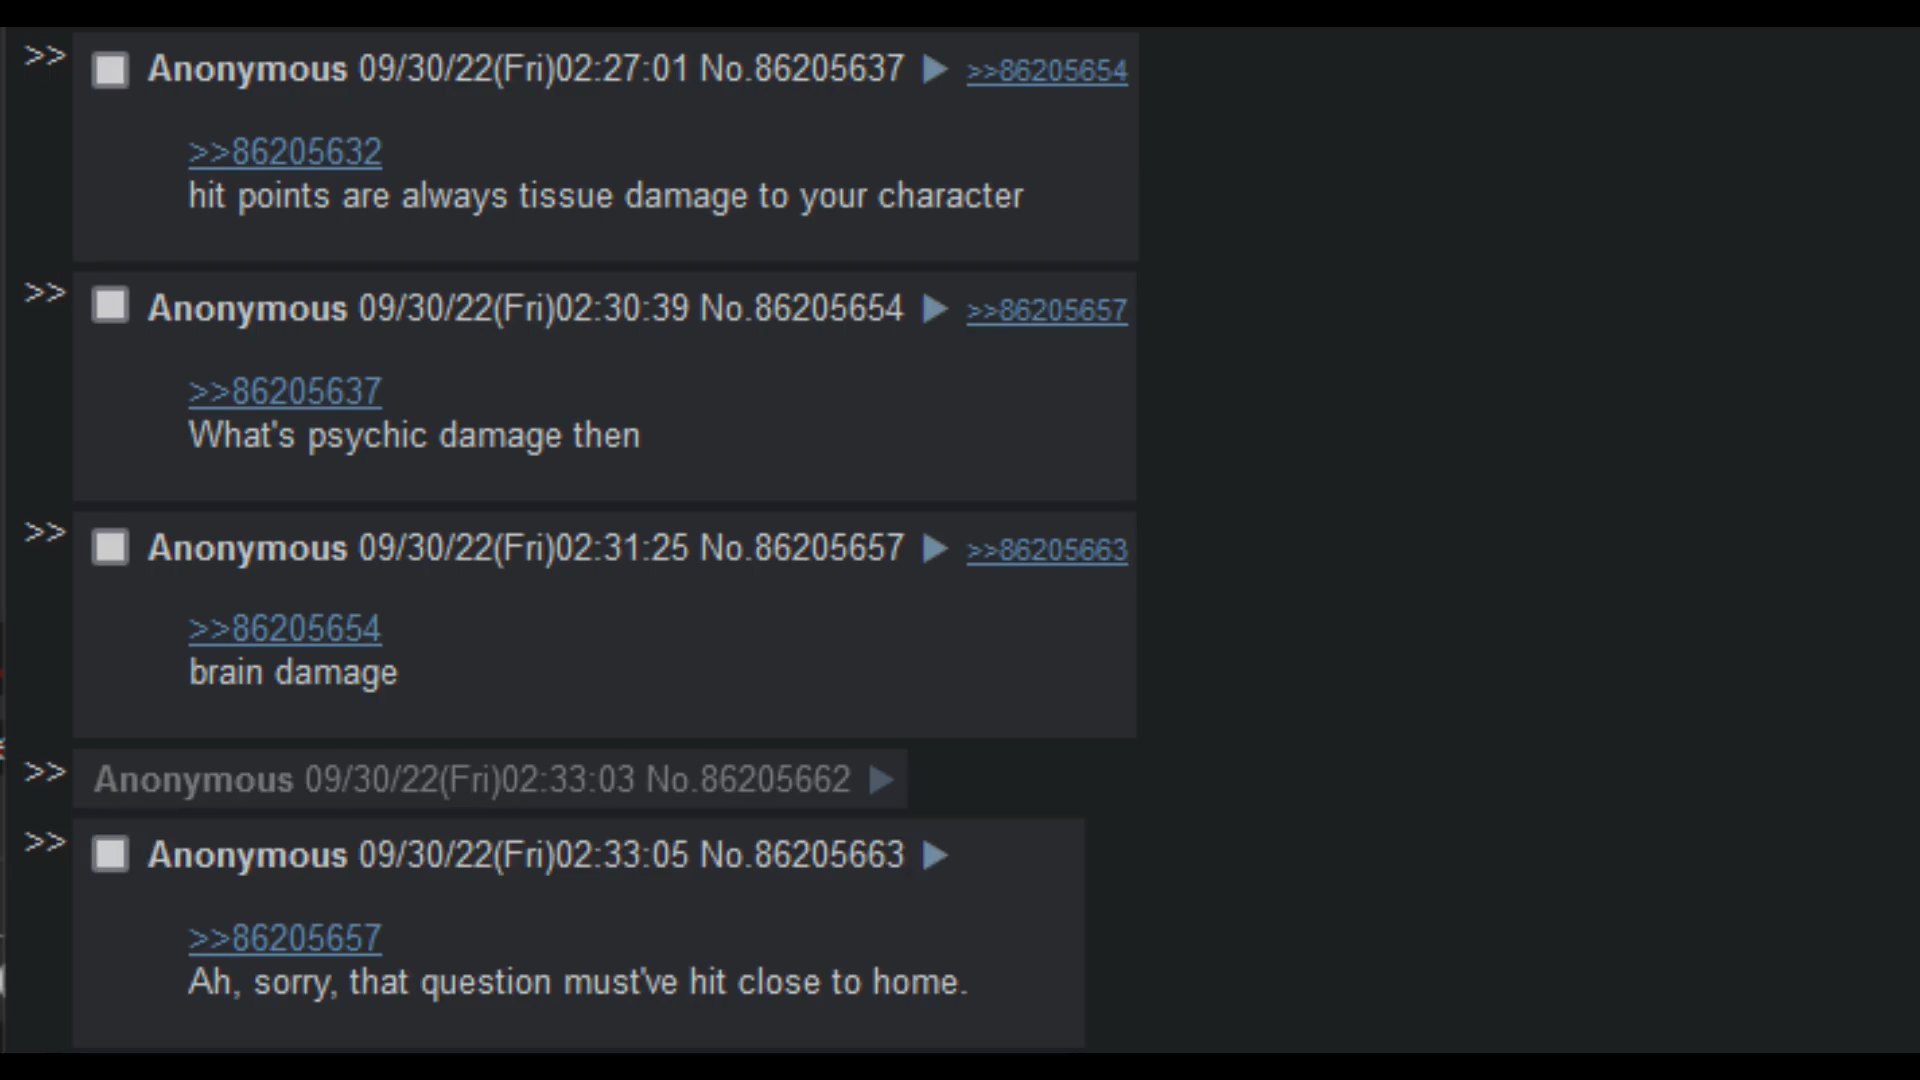 >> Anonymous 09/30/22(Fri)02:27:01 No.86205637 ▶ >>86205654
>>86205632
hit points are always tissue damage to your character
>> Anonymous 09/30/22(Fri)02:30:39 No.86205654 ▶ >>86205657
>>86205637
What's psychic damage then
>> Anonymous 09/30/22(Fri)02:31:25 No.86205657 ▶ >>86205663
>>86205654
brain damage
>> Anonymous 09/30/22(Fri)02:33:03 No.86205662 ▶
>> Anonymous 09/30/22(Fri)02:33:05 No.86205663 ▶
>>86205657
Ah, sorry, that question must've hit close to home.